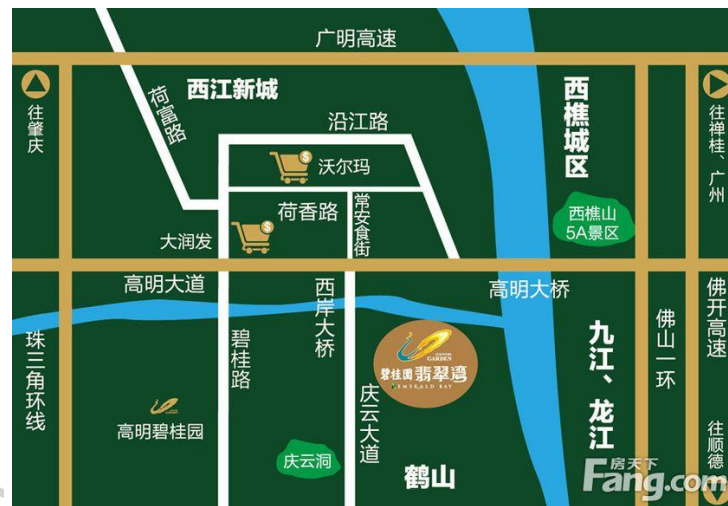 广明高速
西江新城
荷富路
往肇庆
西樵城区
往禅桂、广州
沿江路
$
沃尔玛
荷香路
常安食街
西樵山
5A景区
大润发
$
高明大道
西岸大桥
高明大桥
佛开高速
珠三角环线
碧桂路
COUNTRY
GARDEN
碧桂园 翡翠湾
EMERALD BAY
九江、龙江
佛山一环
高明碧桂园
庆云大道
庆云洞
鹤山
往顺德
房天下
Fang.com